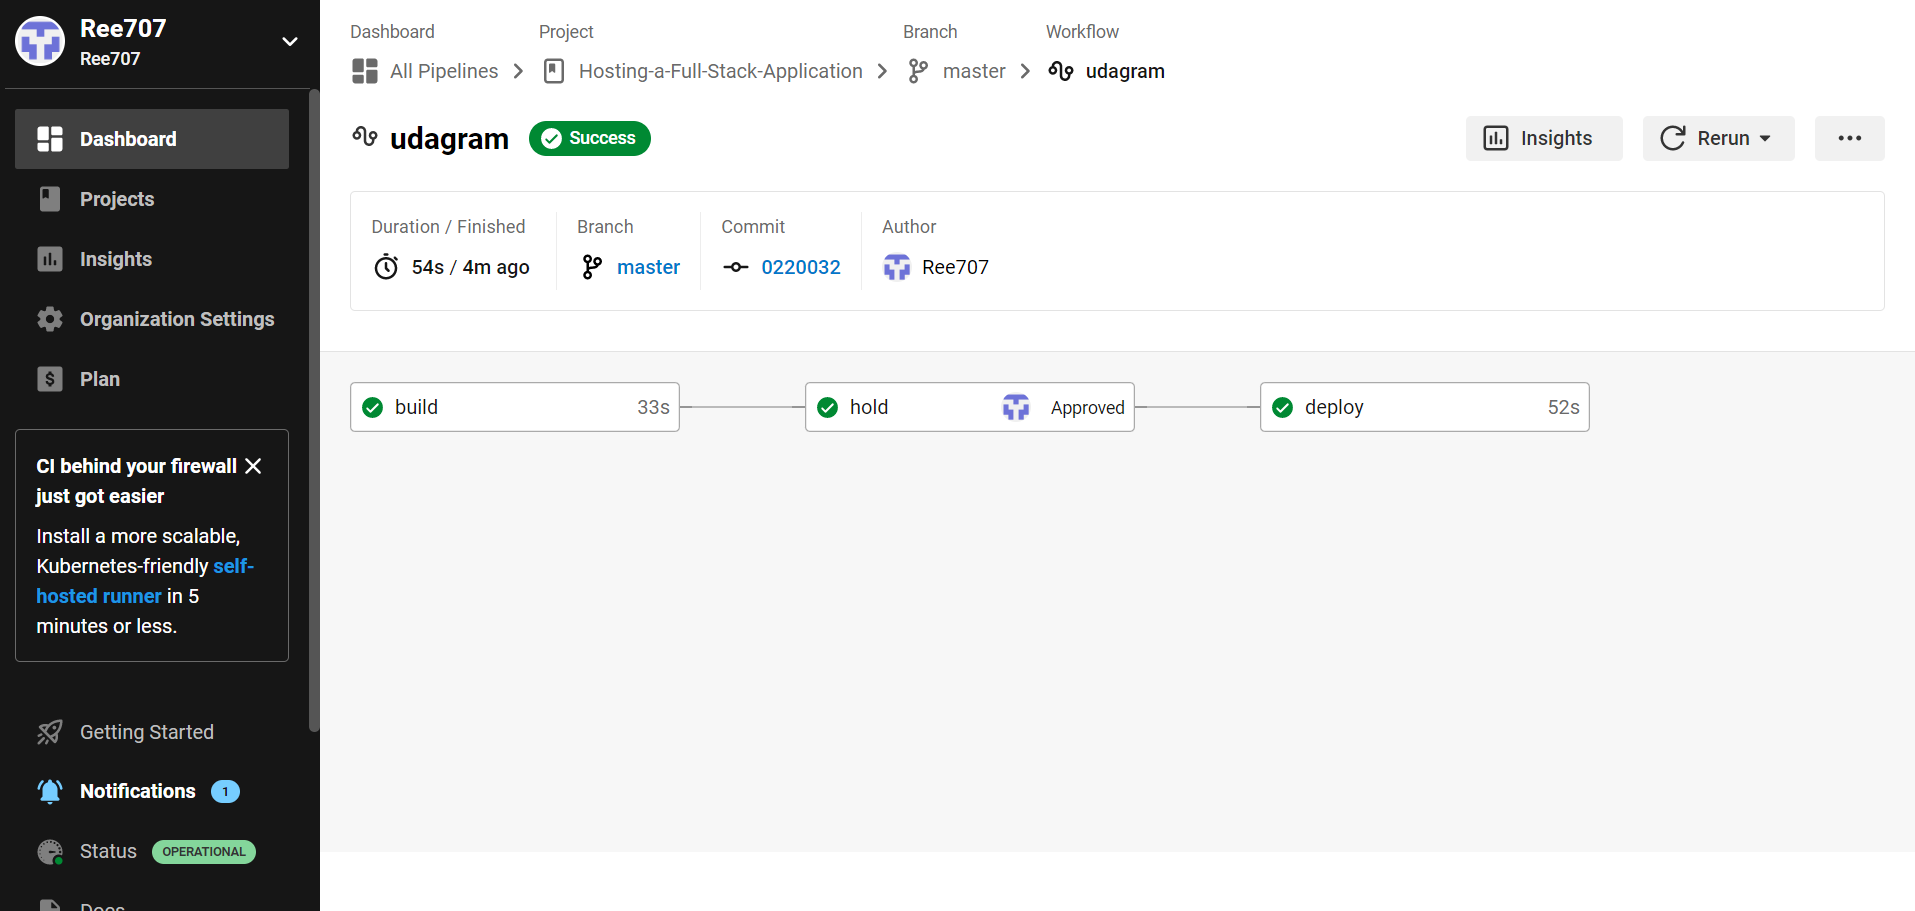 Ree707
Ree707
Dashboard
Projects
Insights
Organization Settings
Plan
CI behind your firewall
just got easier
Install a more scalable,
Kubernetes-friendly self-
hosted runner in 5
minutes or less.
Getting Started
Notifications 1
Status OPERATIONAL
Docs
Dashboard Project Branch Workflow
All Pipelines Hosting-a-Full-Stack-Application master udagram
udagram Success Insights Rerun
Duration / Finished Branch Commit Author
54s / 4m ago master 0220032 Ree707
build 33s hold Approved deploy 52s